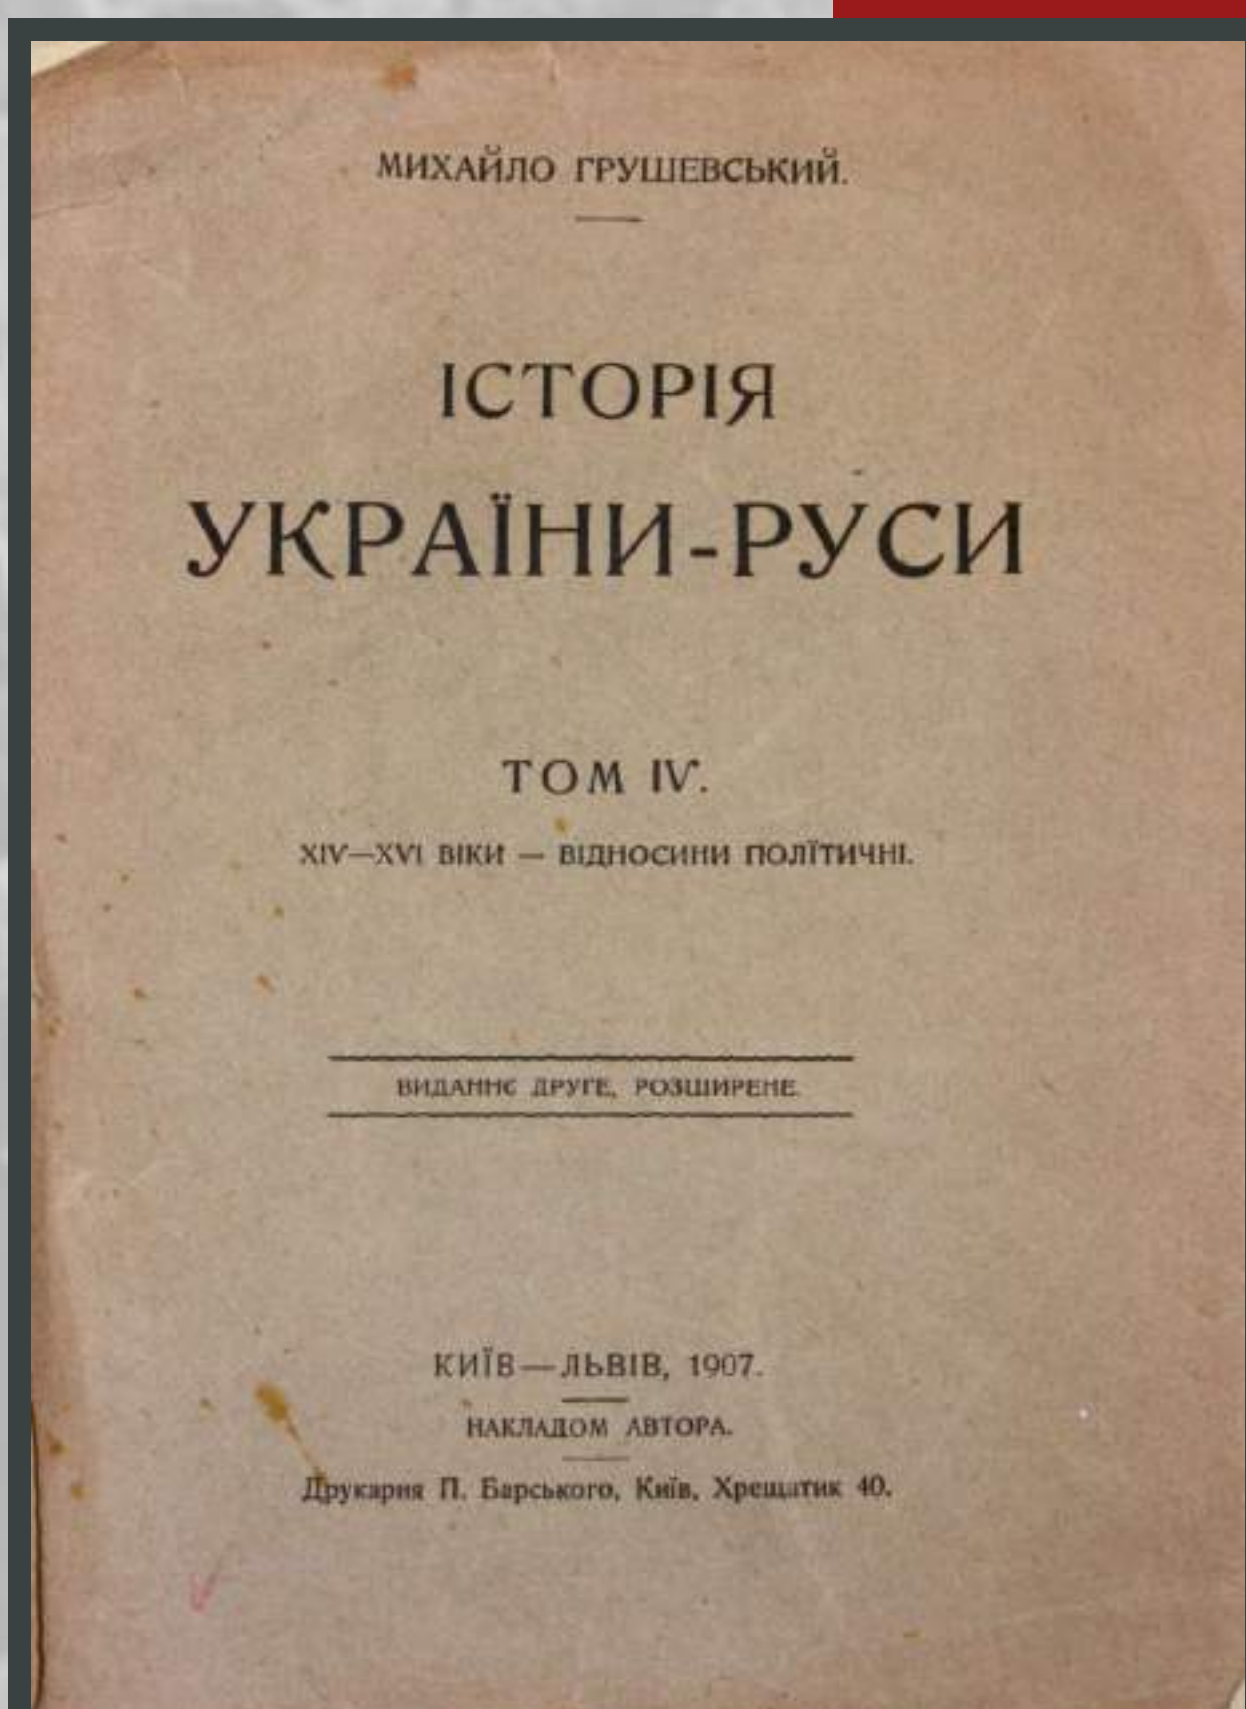 МИХАЙЛО ГРУШЕВСЬКИЙ.
ІСТОРІЯ
УКРАЇНИ-РУСИ
ТОМ IV.
XIV—XVI ВІКИ — ВІДНОСИНИ ПОЛЇТИЧНІ.
ВИДАННЄ ДРУГЕ, РОЗШИРЕНЕ.
КИЇВ—ЛЬВІВ, 1907.
НАКЛАДОМ АВТОРА.
Друкарня П. Барського, Київ, Хрещатик 40.